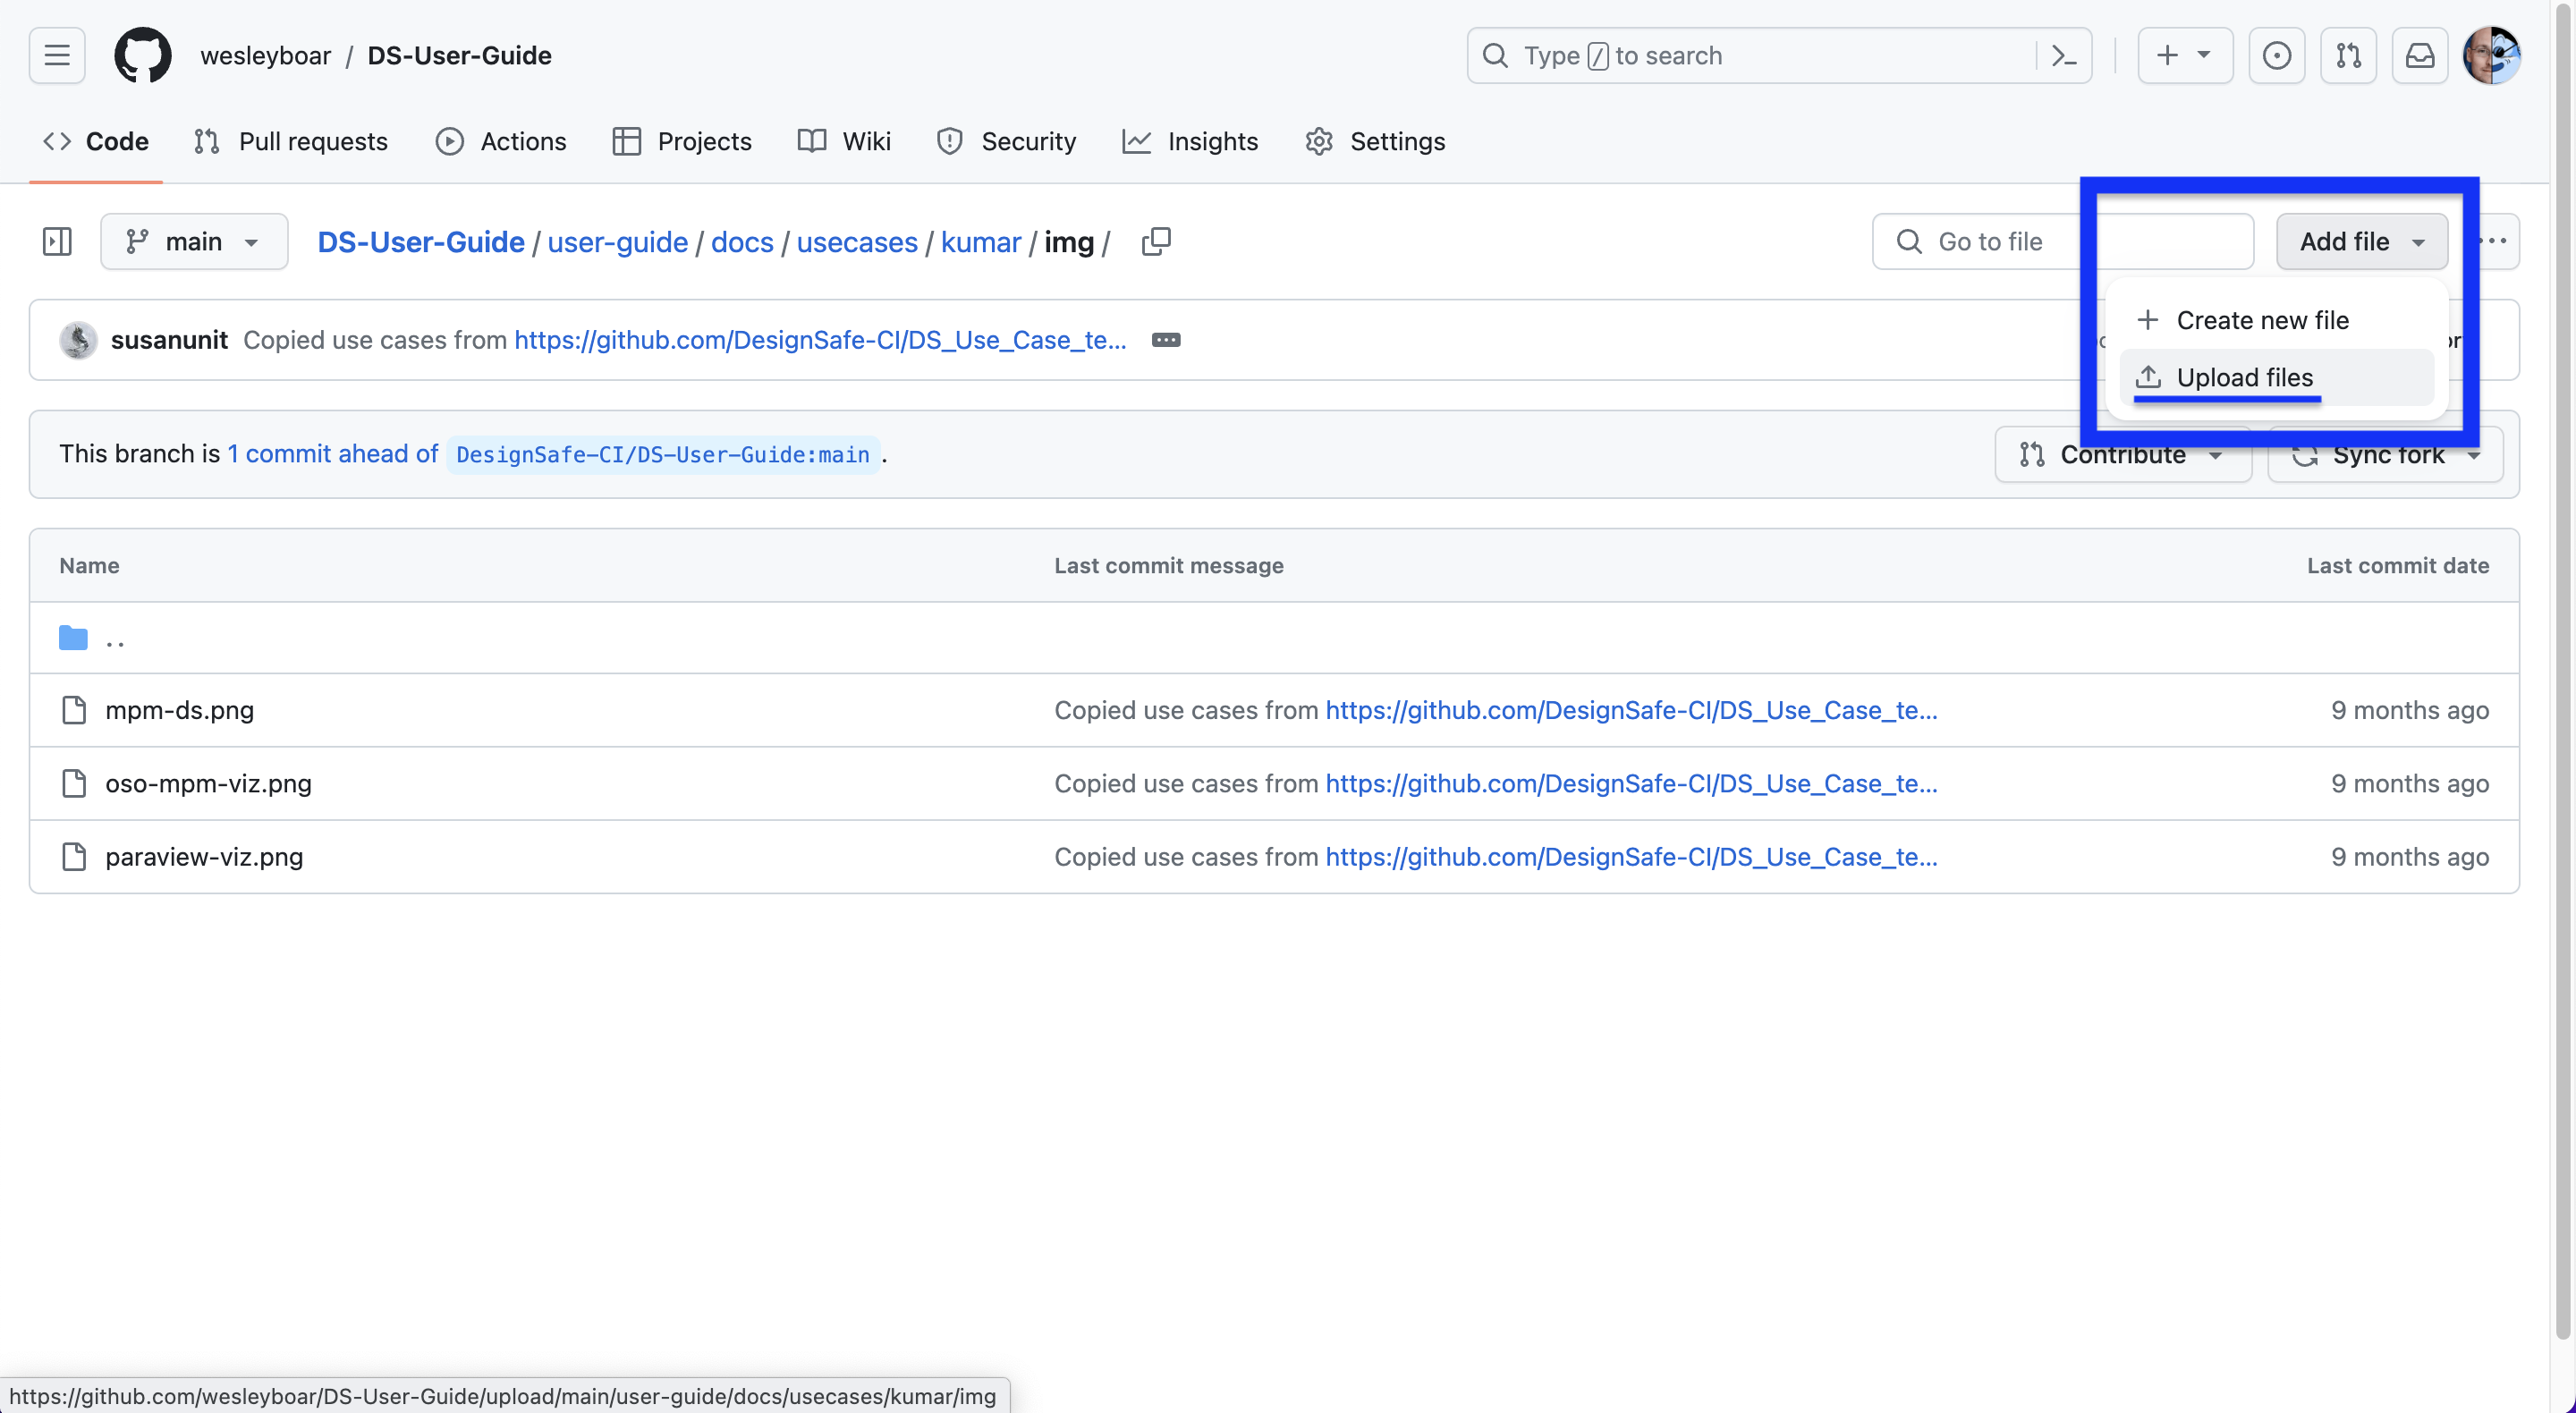 wesleyboar / DS-User-Guide
Type / to search
Code Pull requests Actions Projects Wiki Security Insights Settings
main DS-User-Guide / user-guide / docs / usecases / kumar / img /
Go to file
Add file
Create new file
susanunit Copied use cases from https://github.com/DesignSafe-CI/DS_Use_Case_te...
Upload files
This branch is 1 commit ahead of DesignSafe-CI/DS-User-Guide:main .
Contribute
Sync fork
Name Last commit message Last commit date
..
mpm-ds.png Copied use cases from https://github.com/DesignSafe-CI/DS_Use_Case_te... 9 months ago
oso-mpm-viz.png Copied use cases from https://github.com/DesignSafe-CI/DS_Use_Case_te... 9 months ago
paraview-viz.png Copied use cases from https://github.com/DesignSafe-CI/DS_Use_Case_te... 9 months ago
https://github.com/wesleyboar/DS-User-Guide/upload/main/user-guide/docs/usecases/kumar/img